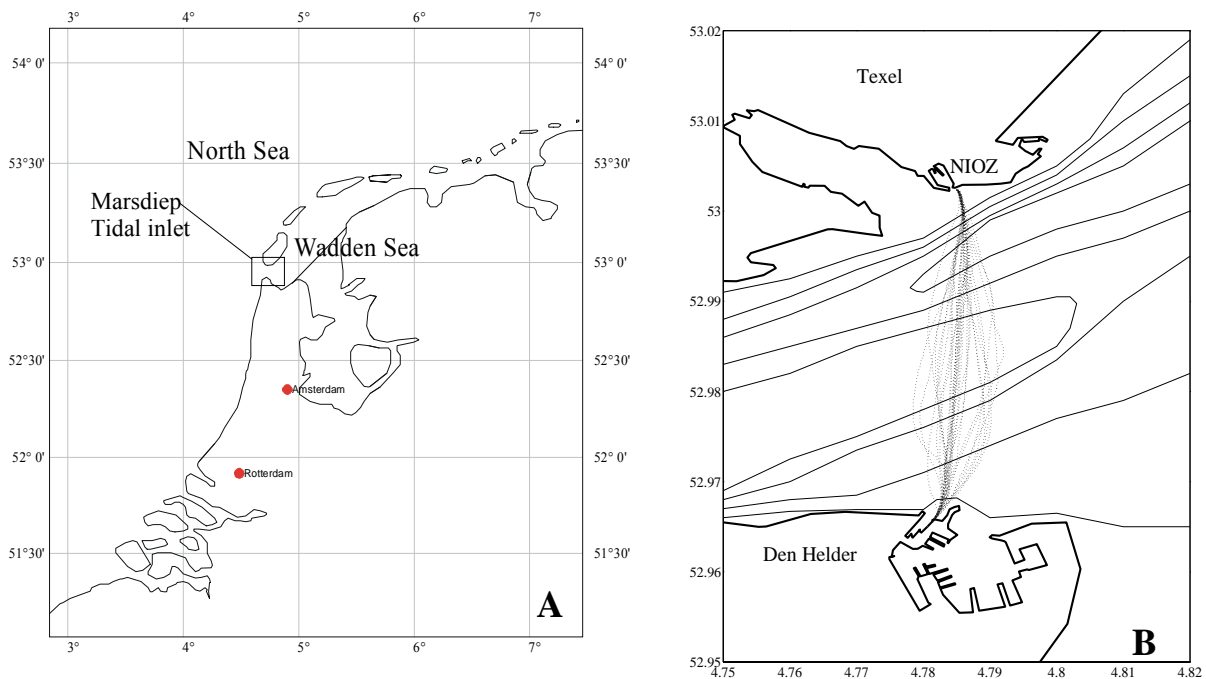 3° 4° 5° 6° 7°
54° 0' 54° 0'
North Sea
53°30' 53°30'
Marsdiep
Tidal inlet
Wadden Sea
53° 0' 53° 0'
52°30' 52°30'
Amsterdam
52° 0' 52° 0'
Rotterdam
51°30' 51°30'
A
3° 4° 5° 6° 7°
53.02
Texel
53.01
NIOZ
53
52.99
52.98
52.97
Den Helder
52.96
B
52.95
4.75 4.76 4.77 4.78 4.79 4.8 4.81 4.82